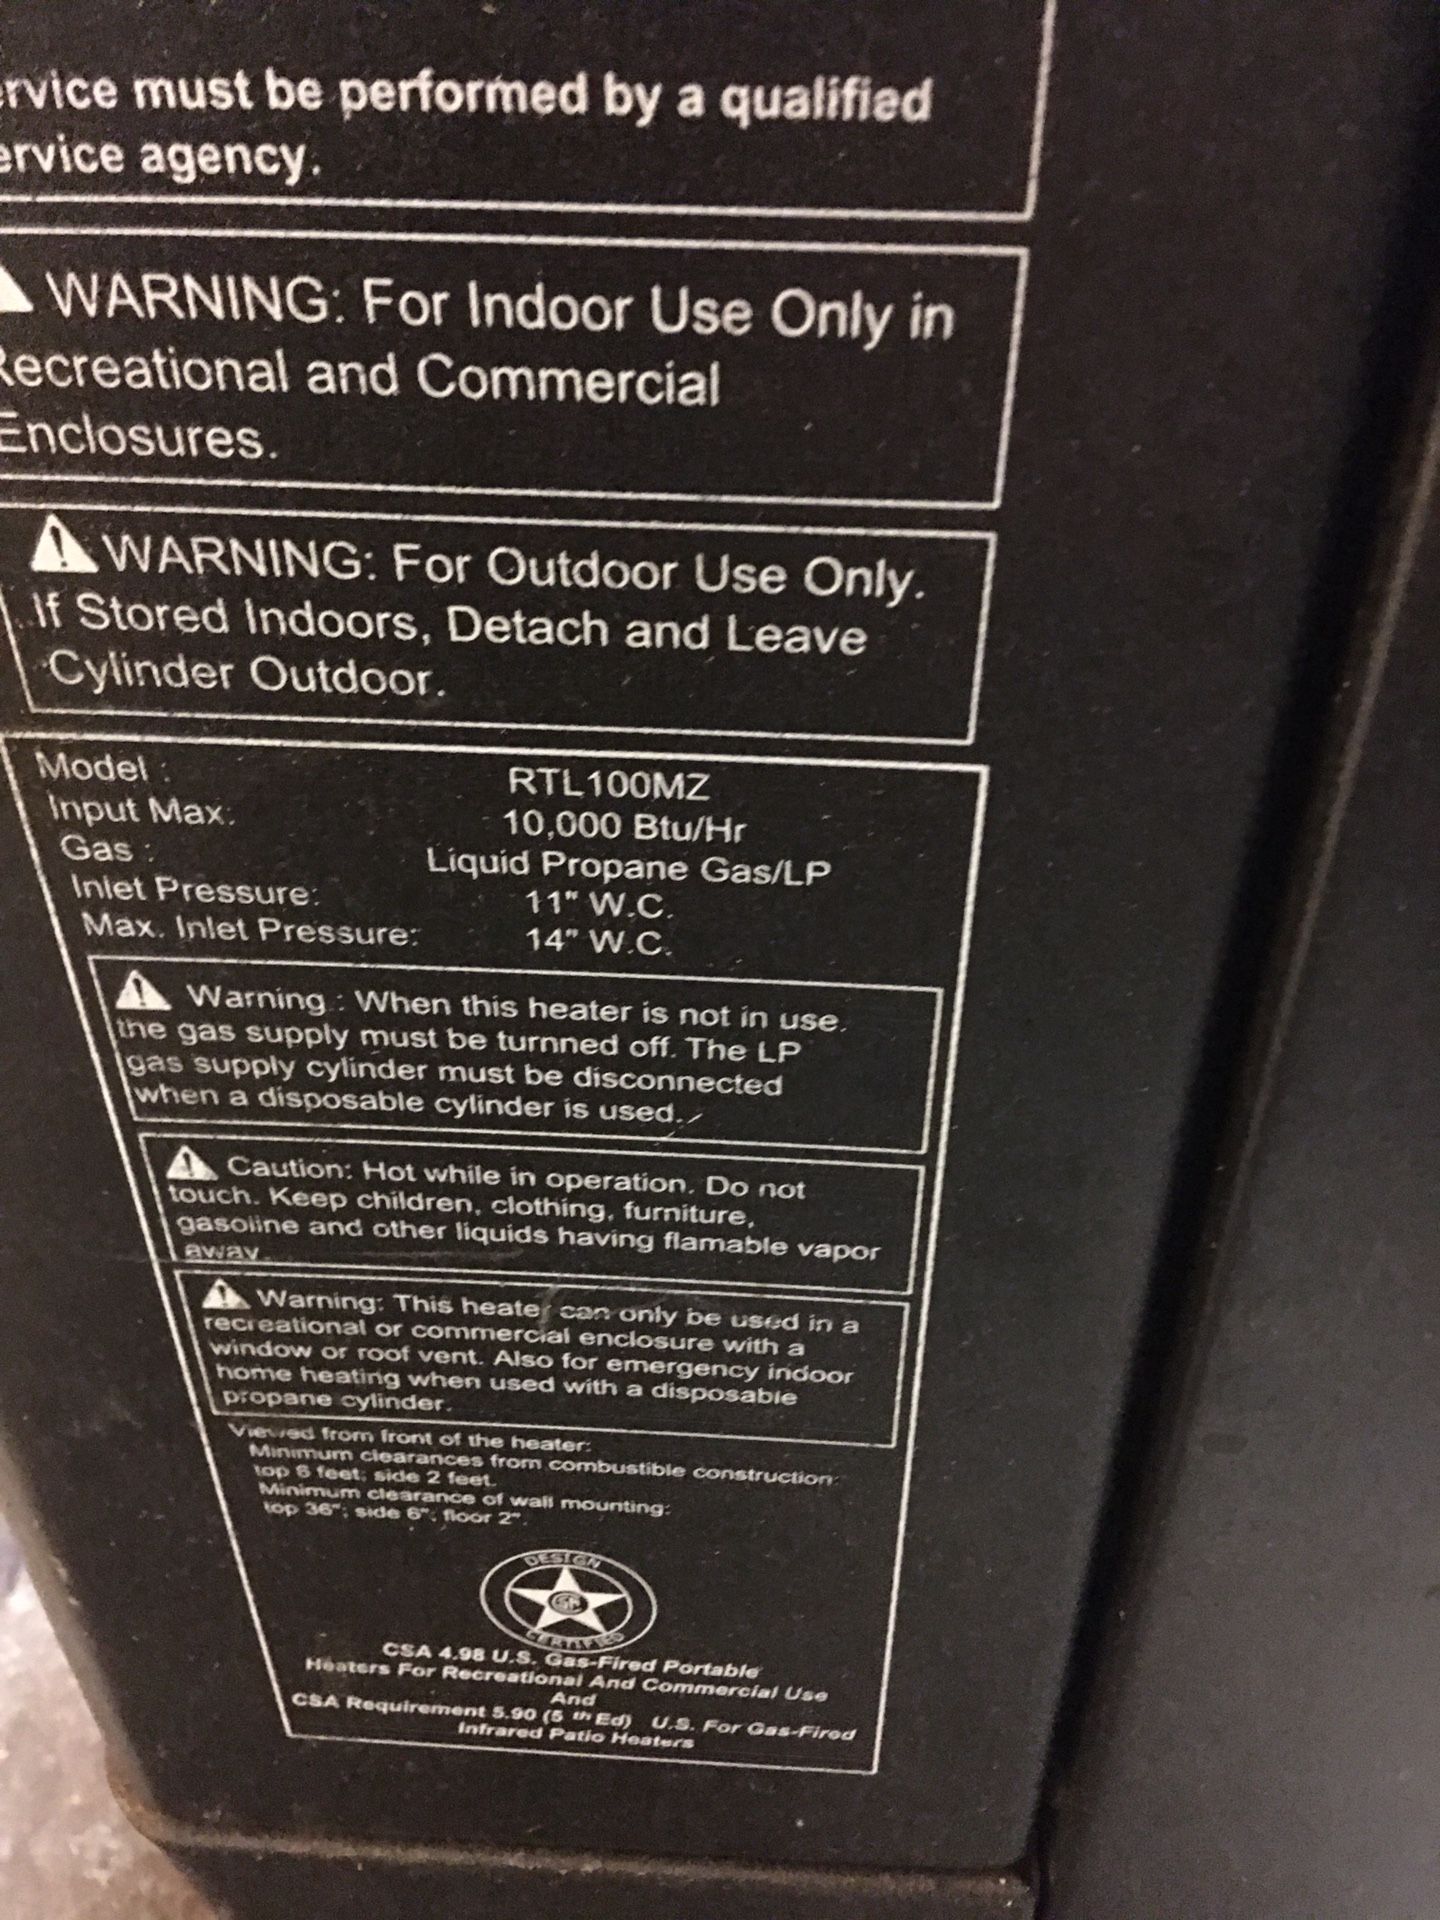 ervice must be performed by a qualified
ervice agency.
WARNING: For Indoor Use Only in
Recreational and Commercial
Enclosures.
WARNING: For Outdoor Use Only.
If Stored Indoors, Detach and Leave
Cylinder Outdoor.
Model : RTL100MZ
Input Max: 10,000 Btu/Hr
Gas : Liquid Propane Gas/LP
Inlet Pressure: 11" W.C.
Max. Inlet Pressure: 14" W.C.
Warning : When this heater is not in use.
the gas supply must be turnned off. The LP
gas supply cylinder must be disconnected
when a disposable cylinder is used.
Caution: Hot while in operation. Do not
touch. Keep children, clothing, furniture,
gasoline and other liquids having flamable vapor
away.
Warning: This heater can only be used in a
recreational or commercial enclosure with a
window or roof vent. Also for emergency indoor
home heating when used with a disposable
propane cylinder.
Viewed from front of the heater:
Minimum clearances from combustible construction:
top 6 feet; side 2 feet.
Minimum clearance of wall mounting:
top 36"; side 6"; floor 2".
DESIGN
CERTIFIED
CSA 4.98 U.S. Gas-Fired Portable
Heaters For Recreational And Commercial Use
And
CSA Requirement 5.90 (5 th Ed) U.S. For Gas-Fired
Infrared Patio Heaters